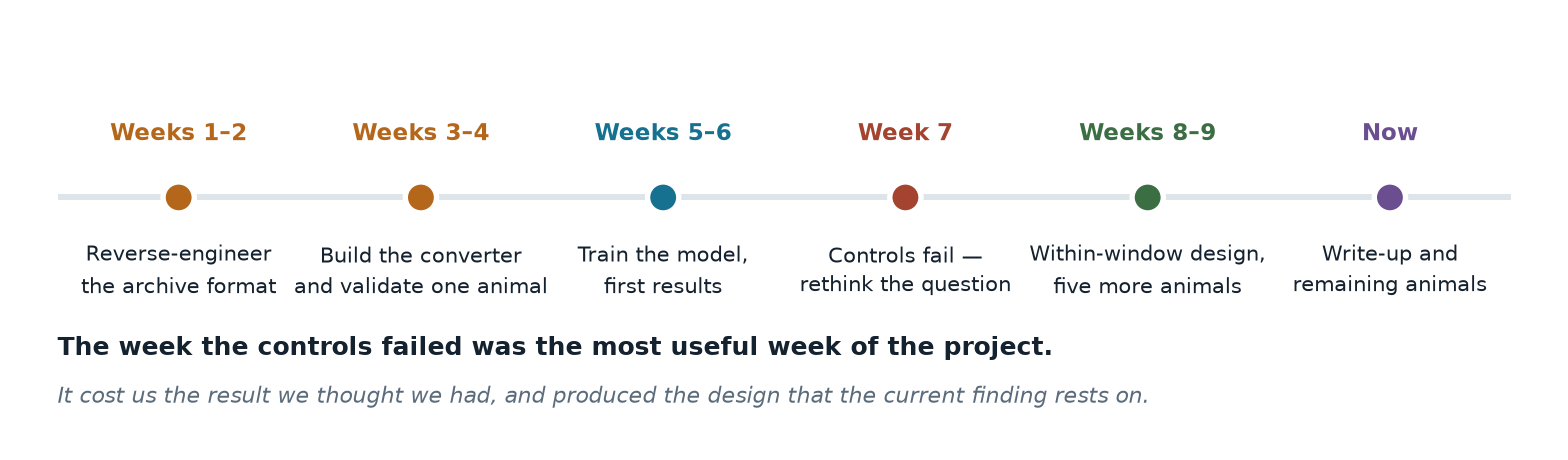 Weeks 1–2
Weeks 3–4
Weeks 5–6
Week 7
Weeks 8–9
Now
Reverse-engineer
the archive format
Build the converter
and validate one animal
Train the model,
first results
Controls fail —
rethink the question
Within-window design,
five more animals
Write-up and
remaining animals
The week the controls failed was the most useful week of the project.
It cost us the result we thought we had, and produced the design that the current finding rests on.